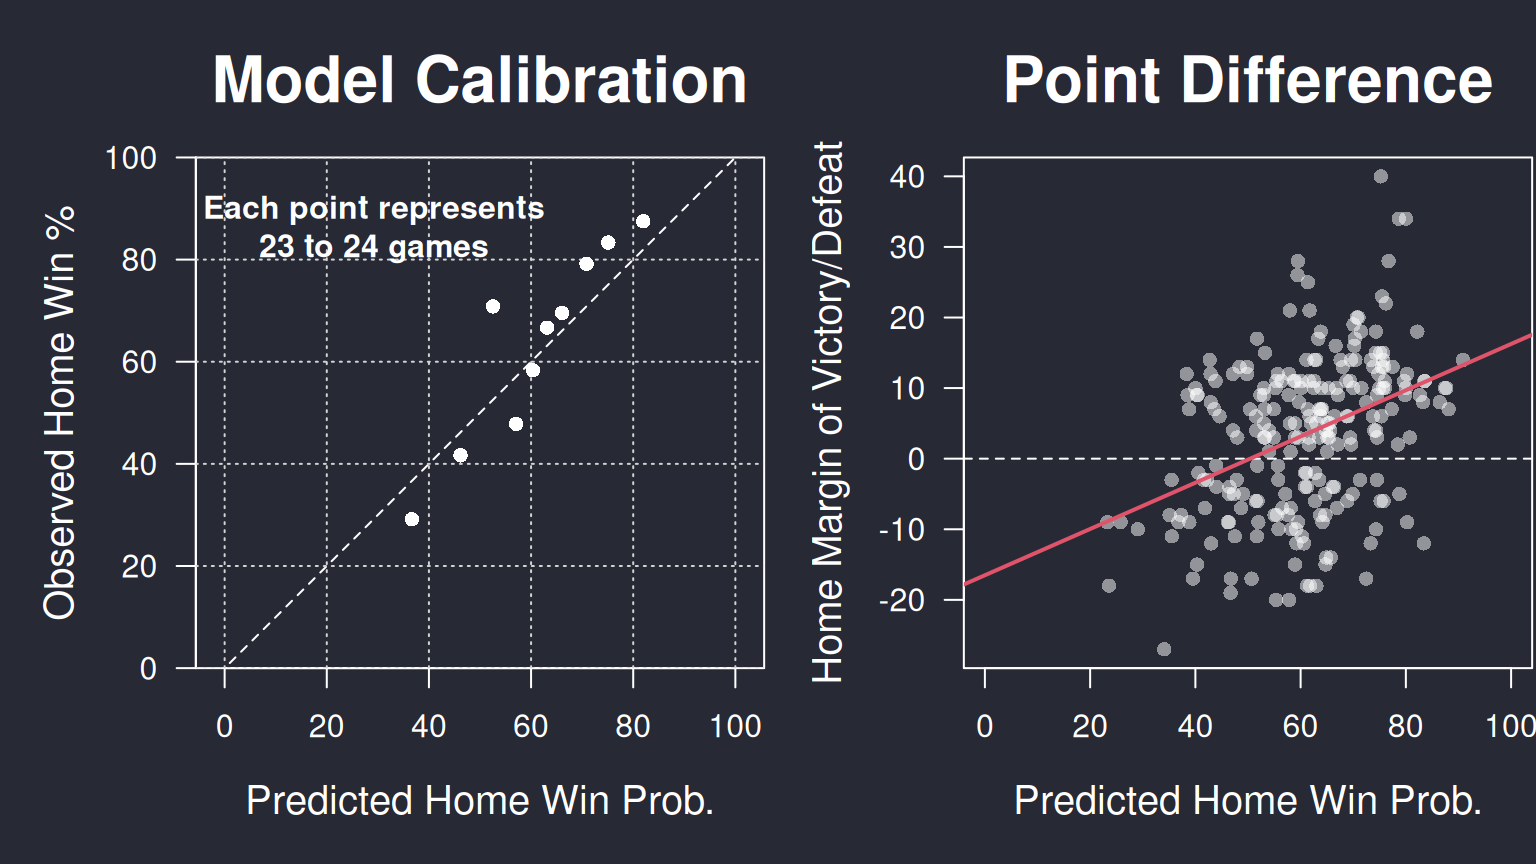 Model Calibration
Observed Home Win %
100
80
60
40
20
0
Each point represents
23 to 24 games
0 20 40 60 80 100
Predicted Home Win Prob.
Point Difference
Home Margin of Victory/Defeat
40
30
20
10
0
-10
-20
0 20 40 60 80 100
Predicted Home Win Prob.